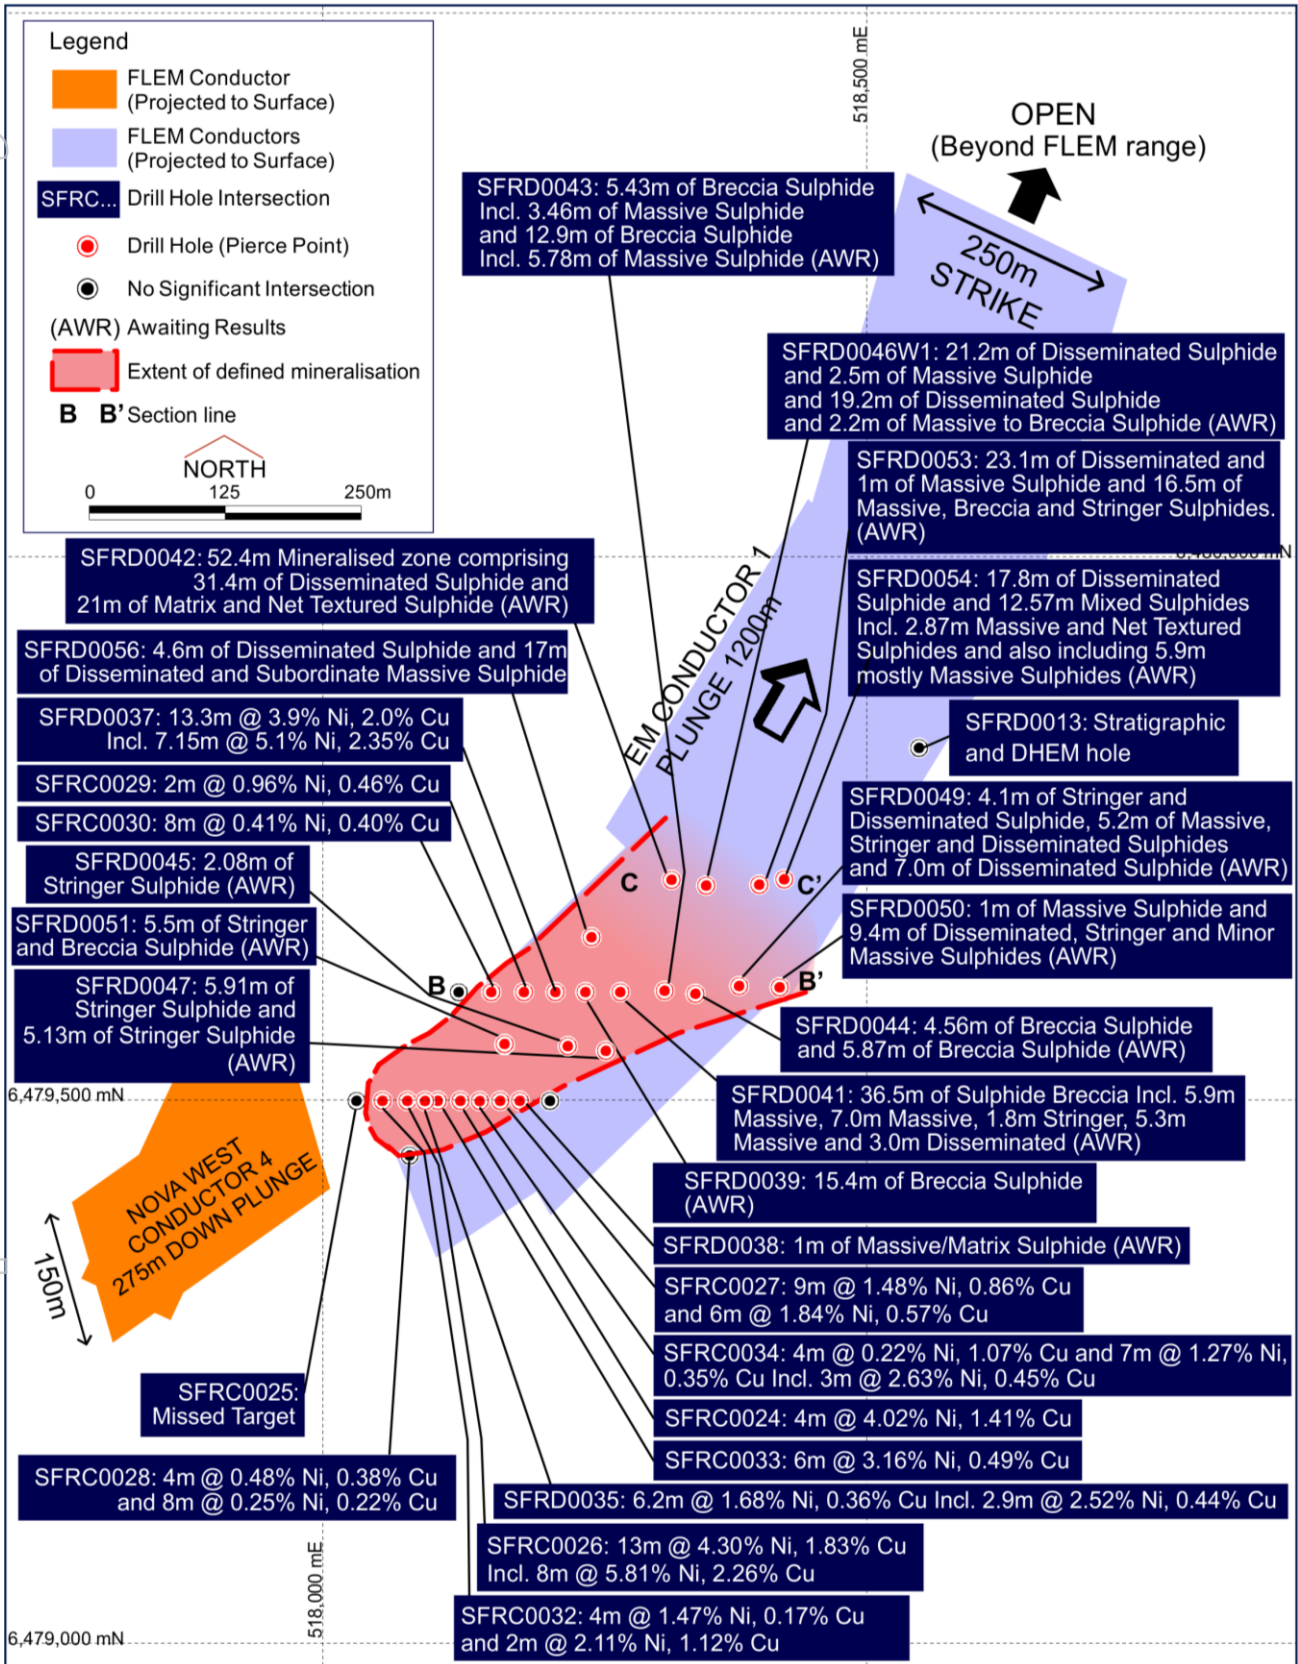 Legend
FLEM Conductor
(Projected to Surface)
FLEM Conductors
(Projected to Surface)
SFRC... Drill Hole Intersection
Drill Hole (Pierce Point)
No Significant Intersection
(AWR) Awaiting Results
Extent of defined mineralisation
B B' Section line
NORTH
0 125 250m
518,500 mE
OPEN
(Beyond FLEM range)
250m
STRIKE
SFRD0043: 5.43m of Breccia Sulphide
Incl. 3.46m of Massive Sulphide
and 12.9m of Breccia Sulphide
Incl. 5.78m of Massive Sulphide (AWR)
SFRD0046W1: 21.2m of Disseminated Sulphide
and 2.5m of Massive Sulphide
and 19.2m of Disseminated Sulphide
and 2.2m of Massive to Breccia Sulphide (AWR)
SFRD0053: 23.1m of Disseminated and
1m of Massive Sulphide and 16.5m of
Massive, Breccia and Stringer Sulphides.
(AWR)
SFRD0054: 17.8m of Disseminated
Sulphide and 12.57m Mixed Sulphides
Incl. 2.87m Massive and Net Textured
Sulphides and also including 5.9m
mostly Massive Sulphides (AWR)
SFRD0042: 52.4m Mineralised zone comprising
31.4m of Disseminated Sulphide and
21m of Matrix and Net Textured Sulphide (AWR)
SFRD0056: 4.6m of Disseminated Sulphide and 17m
of Disseminated and Subordinate Massive Sulphide
SFRD0037: 13.3m @ 3.9% Ni, 2.0% Cu
Incl. 7.15m @ 5.1% Ni, 2.35% Cu
SFRC0029: 2m @ 0.96% Ni, 0.46% Cu
SFRC0030: 8m @ 0.41% Ni, 0.40% Cu
SFRD0045: 2.08m of
Stringer Sulphide (AWR)
SFRD0051: 5.5m of Stringer
and Breccia Sulphide (AWR)
SFRD0047: 5.91m of
Stringer Sulphide and
5.13m of Stringer Sulphide
(AWR)
EM CONDUCTOR 1
PLUNGE 1200m
SFRD0013: Stratigraphic
and DHEM hole
SFRD0049: 4.1m of Stringer and
Disseminated Sulphide, 5.2m of Massive,
Stringer and Disseminated Sulphides
and 7.0m of Disseminated Sulphide (AWR)
C C'
SFRD0050: 1m of Massive Sulphide and
9.4m of Disseminated, Stringer and Minor
Massive Sulphides (AWR)
B B'
SFRD0044: 4.56m of Breccia Sulphide
and 5.87m of Breccia Sulphide (AWR)
6,479,500 mN
SFRD0041: 36.5m of Sulphide Breccia Incl. 5.9m
Massive, 7.0m Massive, 1.8m Stringer, 5.3m
Massive and 3.0m Disseminated (AWR)
NOVA WEST
CONDUCTOR 4
275m DOWN PLUNGE
150m
SFRD0039: 15.4m of Breccia Sulphide
(AWR)
SFRD0038: 1m of Massive/Matrix Sulphide (AWR)
SFRC0027: 9m @ 1.48% Ni, 0.86% Cu
and 6m @ 1.84% Ni, 0.57% Cu
SFRC0034: 4m @ 0.22% Ni, 1.07% Cu and 7m @ 1.27% Ni,
0.35% Cu Incl. 3m @ 2.63% Ni, 0.45% Cu
SFRC0024: 4m @ 4.02% Ni, 1.41% Cu
SFRC0033: 6m @ 3.16% Ni, 0.49% Cu
SFRC0025:
Missed Target
SFRC0028: 4m @ 0.48% Ni, 0.38% Cu
and 8m @ 0.25% Ni, 0.22% Cu
SFRD0035: 6.2m @ 1.68% Ni, 0.36% Cu Incl. 2.9m @ 2.52% Ni, 0.44% Cu
SFRC0026: 13m @ 4.30% Ni, 1.83% Cu
Incl. 8m @ 5.81% Ni, 2.26% Cu
SFRC0032: 4m @ 1.47% Ni, 0.17% Cu
and 2m @ 2.11% Ni, 1.12% Cu
518,000 mE
6,479,000 mN